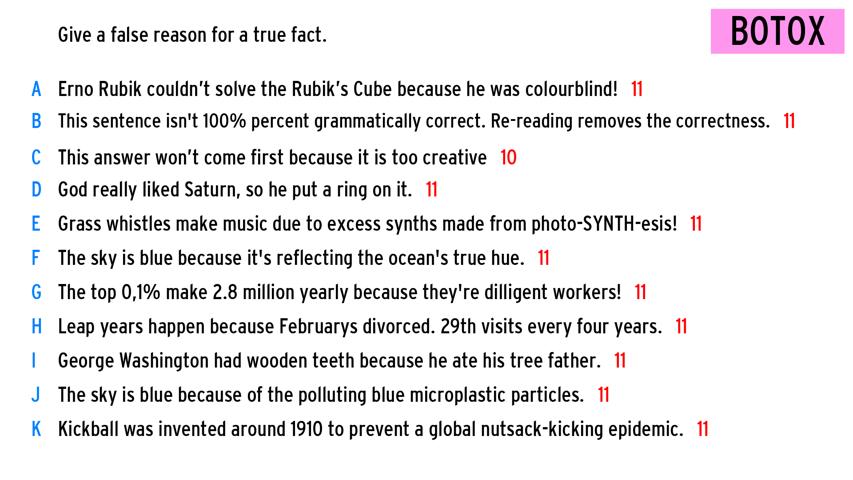 Give a false reason for a true fact.
BOTOX
A Erno Rubik couldn't solve the Rubik's Cube because he was colourblind! 11
B This sentence isn't 100% percent grammatically correct. Re-reading removes the correctness. 11
C This answer won't come first because it is too creative 10
D God really liked Saturn, so he put a ring on it. 11
E Grass whistles make music due to excess synths made from photo-SYNTH-esis! 11
F The sky is blue because it's reflecting the ocean's true hue. 11
G The top 0,1% make 2.8 million yearly because they're dilligent workers! 11
H Leap years happen because Februarys divorced. 29th visits every four years. 11
I George Washington had wooden teeth because he ate his tree father. 11
J The sky is blue because of the polluting blue microplastic particles. 11
K Kickball was invented around 1910 to prevent a global nutsack-kicking epidemic. 11